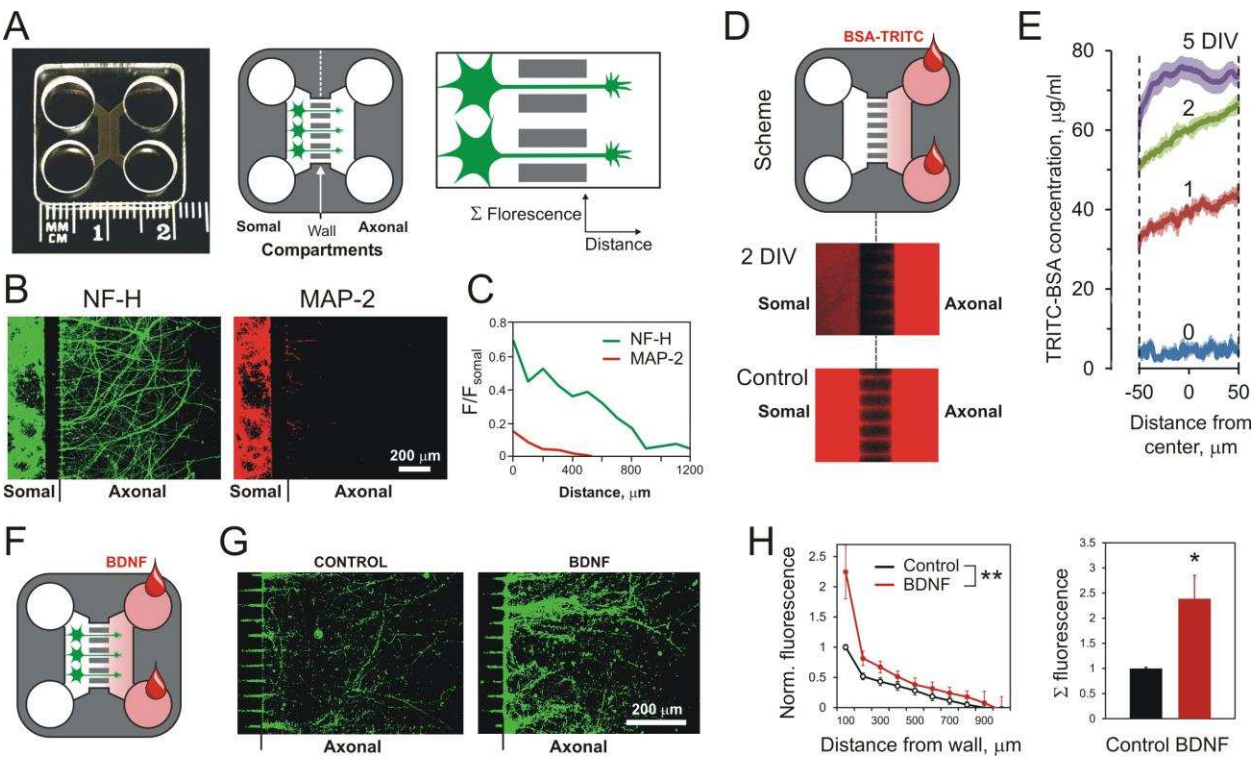 A
MM
CM
1
2
Somal
Wall
Axonal
Compartments
Σ Florescence
Distance
B
NF-H
MAP-2
200 μm
Somal
Axonal
Somal
Axonal
C
0.8
0.6
0.4
0.2
0
F/Fsomal
NF-H
MAP-2
0
400
800
1200
Distance, μm
D
BSA-TRITC
Scheme
2 DIV
Somal
Axonal
Control
Somal
Axonal
E
5 DIV
2
1
0
80
60
40
20
0
TRITC-BSA concentration, μg/ml
-50
0
50
Distance from
center, μm
F
BDNF
G
CONTROL
BDNF
200 μm
Axonal
Axonal
H
2.5
2
1.5
1
0.5
0
Norm. fluorescence
Control
BDNF
**
100
300
500
700
900
Distance from wall, μm
3.5
3
2.5
2
1.5
1
0.5
0
Σ fluorescence
*
Control BDNF